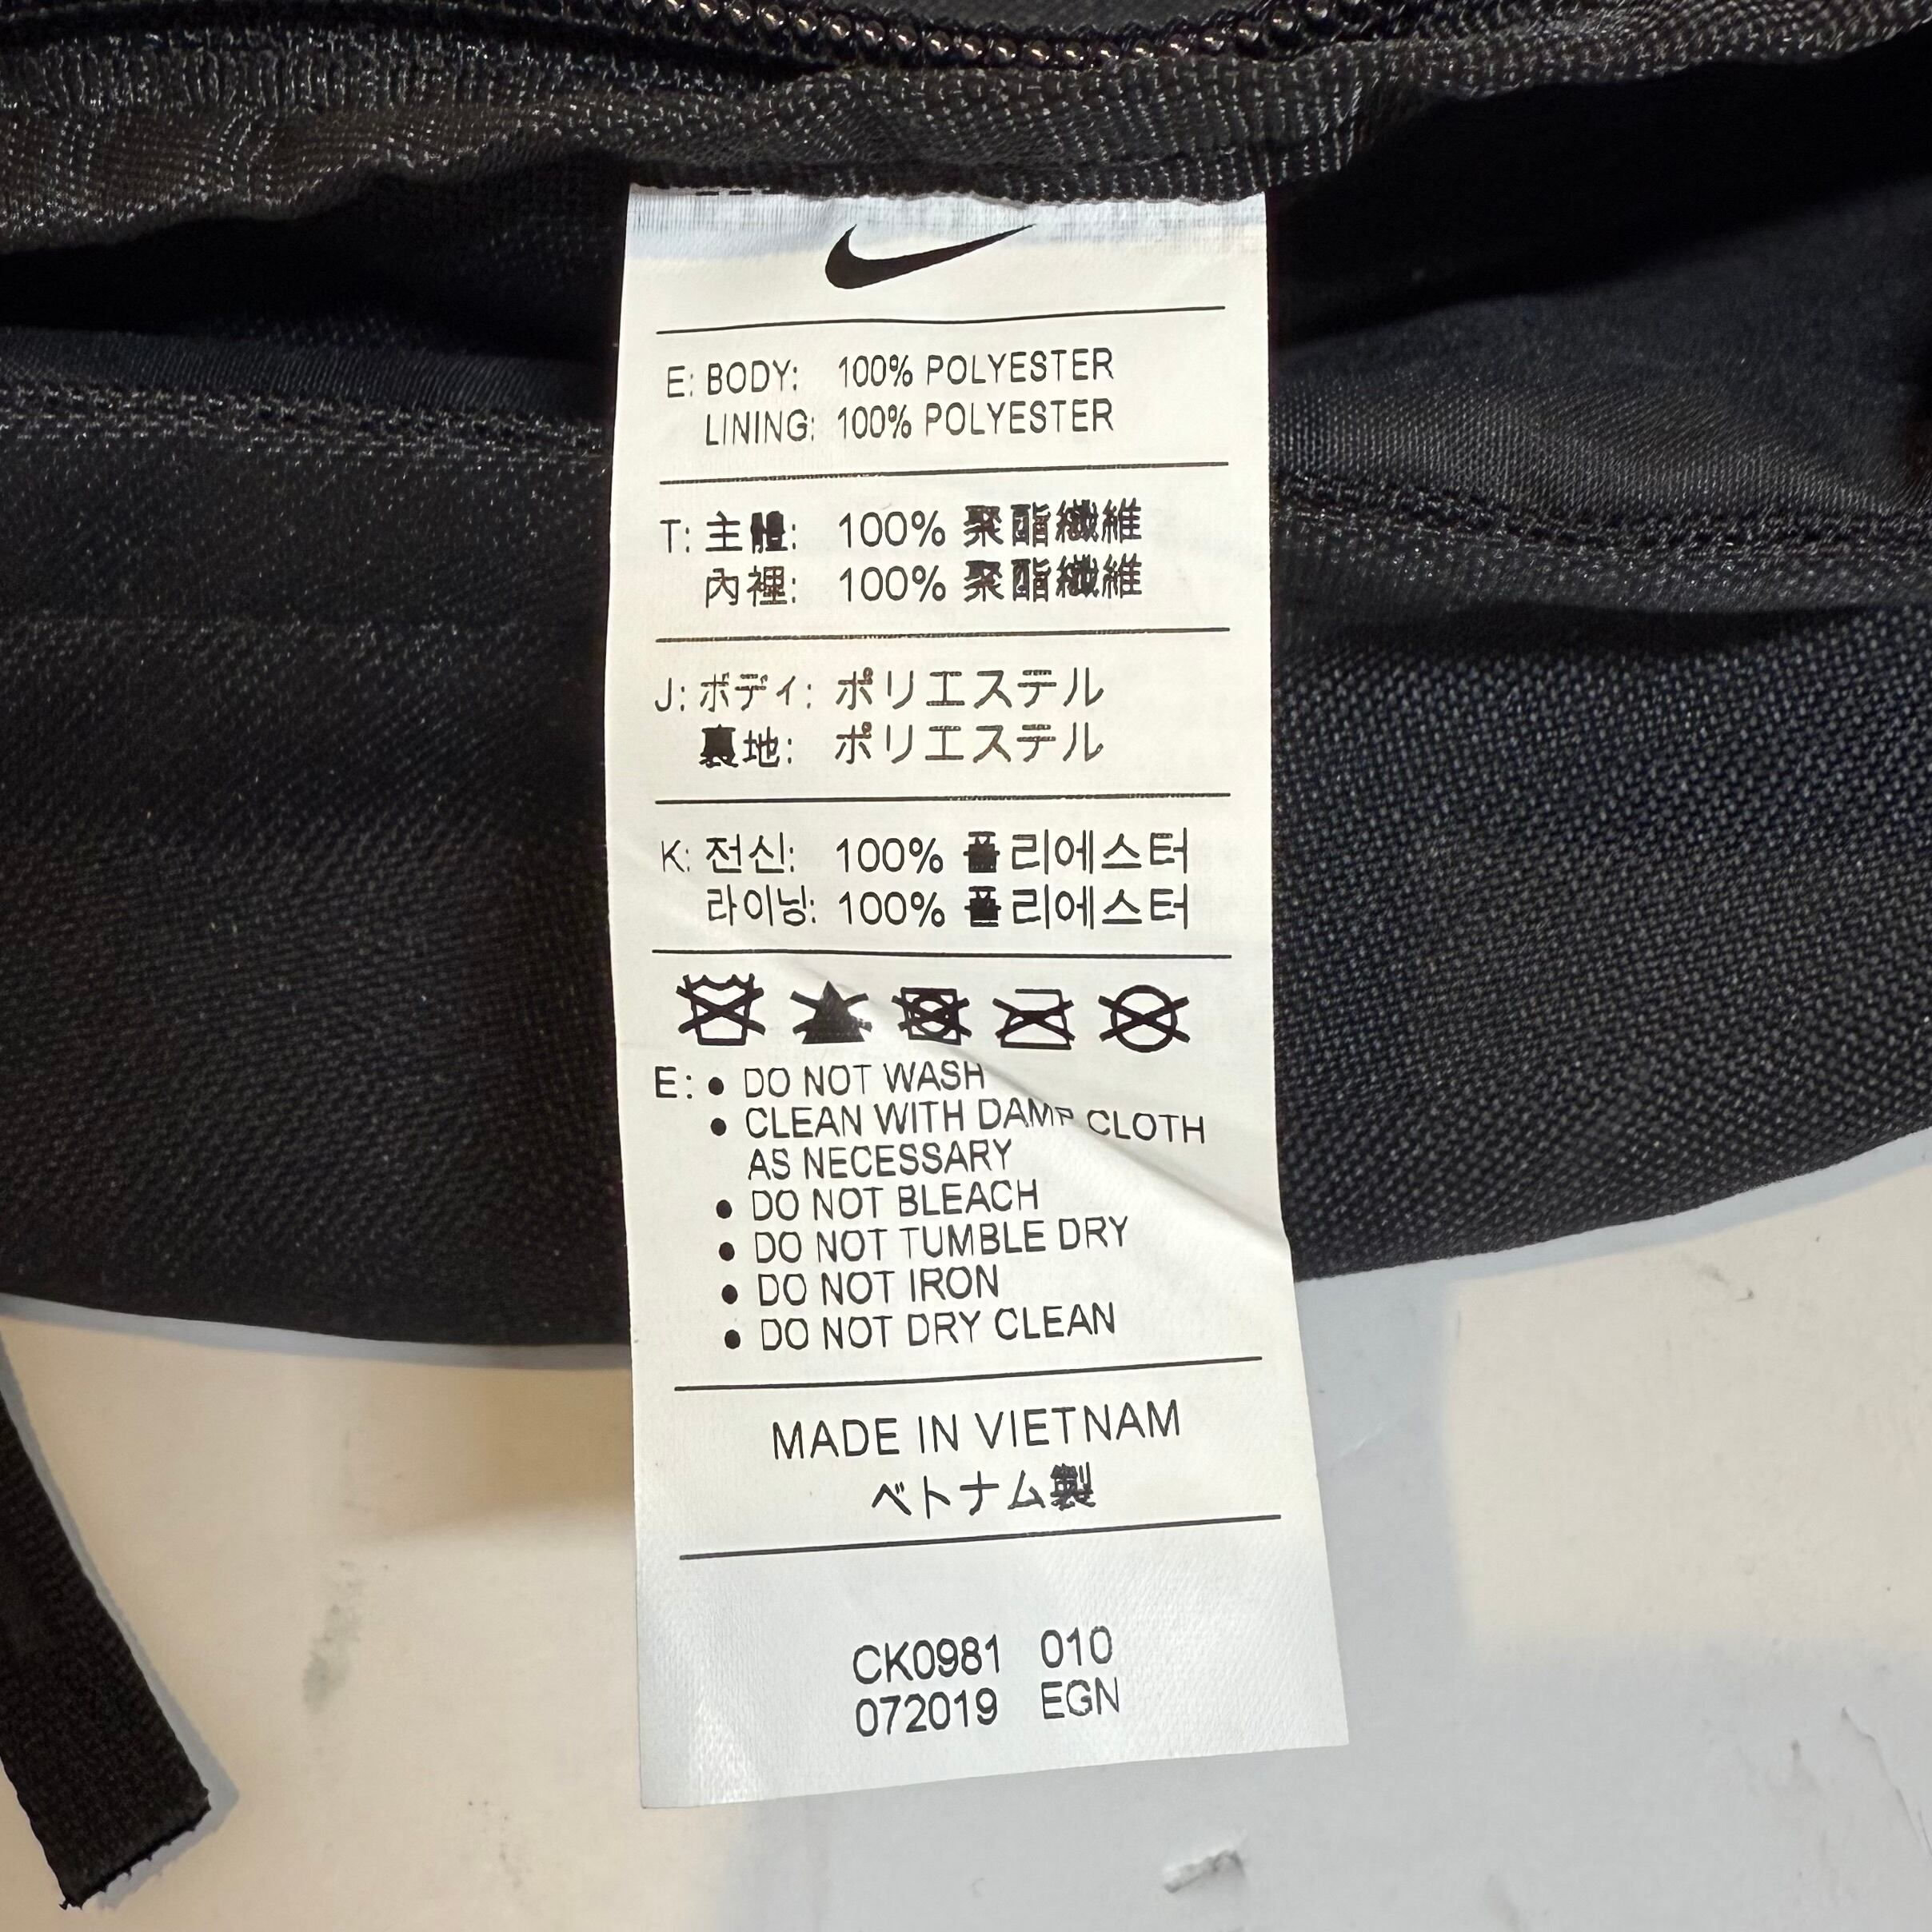 E: BODY: 100% POLYESTER
LINING: 100% POLYESTER
T: 主體: 100% 聚酯纖維
內裡: 100% 聚酯纖維
J: ボディ: ポリエステル
裏地: ポリエステル
K: 전신: 100% 폴리에스터
라이닝: 100% 폴리에스터
E: • DO NOT WASH
• CLEAN WITH DAMP CLOTH
AS NECESSARY
• DO NOT BLEACH
• DO NOT TUMBLE DRY
• DO NOT IRON
• DO NOT DRY CLEAN
MADE IN VIETNAM
ベトナム製
CK0981 010
072019 EGN